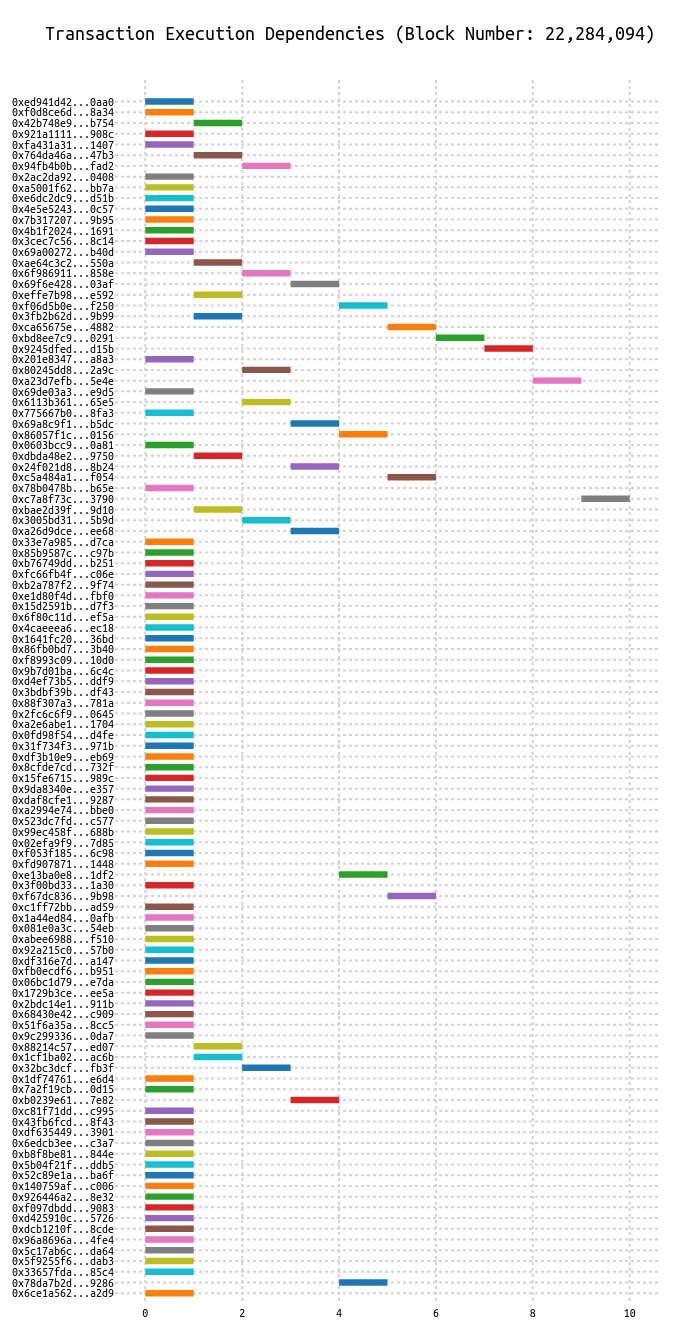 Transaction Execution Dependencies (Block Number: 22,284,094)
0xed941d42...0aa0
0xf0d8ce6d...8a34
0x42b748e9...b754
0x921a1111...908c
0xfa431a31...1407
0x764da46a...47b3
0x94fb4b0b...fad2
0x2ac2da92...0408
0xa5001f62...bb7a
0xe6dc2dc9...d51b
0x4e5e5243...0c57
0x7b317207...9b95
0x4b1f2024...1691
0x3cec7c56...8c14
0x69a00272...b40d
0xae64c3c2...550a
0x6f986911...858e
0x69f6e428...03af
0xeffe7b98...e592
0xf06d5b0e...f250
0x3fb2b62d...9b99
0xca65675e...4882
0xbd8ee7c9...0291
0x9245dfed...d15b
0x201e8347...a8a3
0x80245dd8...2a9c
0xa23d7efb...5e4e
0x69de03a3...e9d5
0x6113b361...65e5
0x775667b0...8fa3
0x69a8c9f1...b5dc
0x86057f1c...0156
0x0603bcc9...0a81
0xdbda48e2...9750
0x24f021d8...8b24
0xc5a484a1...f054
0x78b0478b...b65e
0xc7a8f73c...3790
0xbae2d39f...9d10
0x3005bd31...5b9d
0xa26d9dce...ee68
0x33e7a985...d7ca
0x85b9587c...c97b
0xb76749dd...b251
0xfc66fb4f...c06e
0xb2a787f2...9f74
0xe1d80f4d...fbf0
0x15d2591b...d7f3
0x6f80c11d...ef5a
0x4caeeea6...ec18
0x1641fc20...36bd
0x86fb0bd7...3b40
0xf8993c09...10d0
0x9b7d01ba...6c4c
0xd4ef73b5...ddf9
0x3bdbf39b...df43
0x88f307a3...781a
0x2fc6c6f9...0645
0xa2e6abe1...1704
0x0fd98f54...d4fe
0x31f734f3...971b
0xdf3b10e9...eb69
0x8cfde7cd...732f
0x15fe6715...989c
0x9da8340e...e357
0xdaf8cfe1...9287
0xa2994e74...bbe0
0x523dc7fd...c577
0x99ec458f...688b
0x02efa9f9...7d85
0xf053f185...6c98
0xfd907871...1448
0xe13ba0e8...1df2
0x3f00bd33...1a30
0xf67dc836...9b98
0xc1ff72bb...ad59
0x1a44ed84...0afb
0x081e0a3c...54eb
0xabee6988...f510
0x92a215c0...57b0
0xdf316e7d...a147
0xfb0ecdf6...b951
0x06bc1d79...e7da
0x1729b3ce...ee5a
0x2bdc14e1...911b
0x68430e42...c909
0x51f6a35a...8cc5
0x9c299336...0da7
0x88214c57...ed07
0x1cf1ba02...ac6b
0x32bc3dcf...fb3f
0x1df74761...e6d4
0x7a2f19cb...0d15
0xb0239e61...7e82
0xc81f71dd...c995
0x43fb6fcd...8f43
0xdf635449...3901
0x6edcb3ee...c3a7
0xb8f8be81...844e
0x5b04f21f...ddb5
0x52c89e1a...ba6f
0x140759af...c006
0x926446a2...8e32
0xf097dbdd...9083
0xd425910c...5726
0xdcb1210f...8cde
0x96a8696a...4fe4
0x5c17ab6c...da64
0x5f9255f6...dab3
0x33657fda...85c4
0x78da7b2d...9286
0x6ce1a562...a2d9
0 2 4 6 8 10